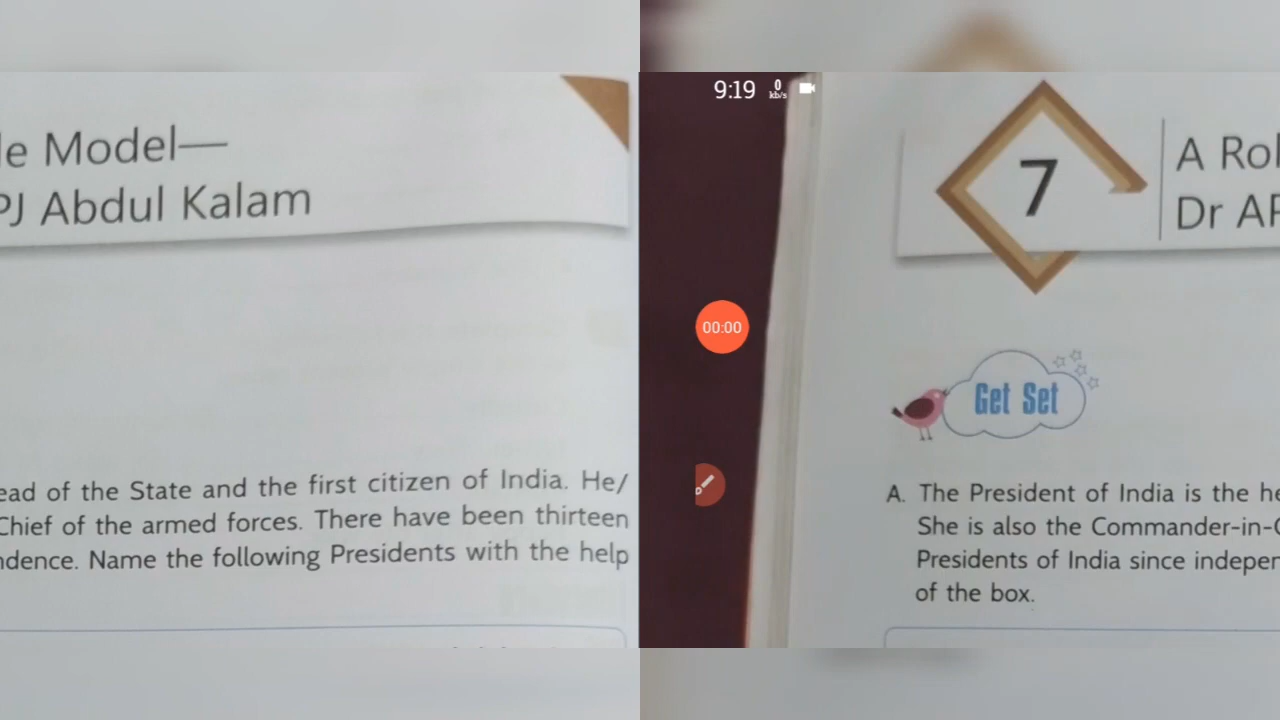 le Model—
PJ Abdul Kalam
ead of the State and the first citizen of India. He/
Chief of the armed forces. There have been thirteen
ndence. Name the following Presidents with the help
9:19 0 kb/s
7
A Rol
Dr AP
00:00
Get Set
A. The President of India is the he
She is also the Commander-in-C
Presidents of India since indepen
of the box.